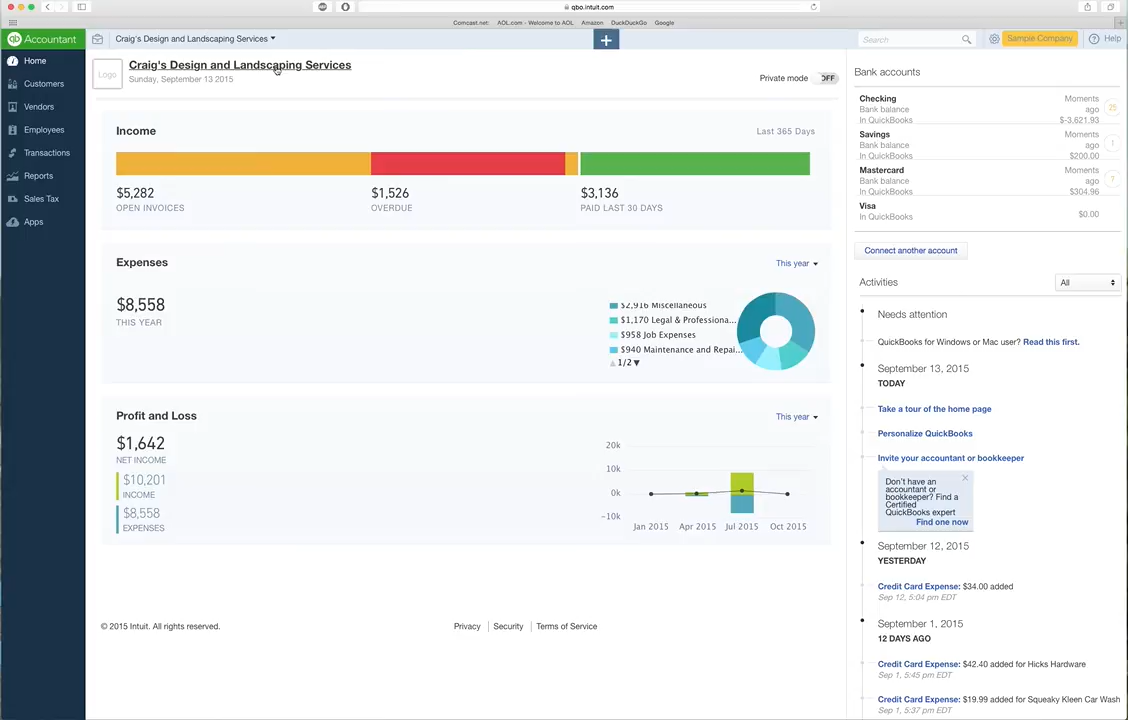 qbo.intuit.com
Comcast.net: AOL.com - Welcome to AOL Amazon DuckDuckGo Google
qb Accountant
Craig's Design and Landscaping Services
Search
Sample Company
Help
Home
Customers
Vendors
Employees
Transactions
Reports
Sales Tax
Apps
Logo
Craig's Design and Landscaping Services
Sunday, September 13 2015
Private mode OFF
Income
Last 365 Days
$5,282
OPEN INVOICES
$1,526
OVERDUE
$3,136
PAID LAST 30 DAYS
Expenses
This year
$8,558
THIS YEAR
$2,916 Miscellaneous
$1,170 Legal & Professiona...
$958 Job Expenses
$940 Maintenance and Repai...
1/2
Profit and Loss
This year
$1,642
NET INCOME
$10,201
INCOME
$8,558
EXPENSES
20k
10k
0k
-10k
Jan 2015 Apr 2015 Jul 2015 Oct 2015
© 2015 Intuit. All rights reserved.
Privacy Security Terms of Service
Bank accounts
Checking
Bank balance
In QuickBooks
Moments
ago
$-3,621.93
25
Savings
Bank balance
In QuickBooks
Moments
ago
$200.00
1
Mastercard
Bank balance
In QuickBooks
Moments
ago
$304.96
7
Visa
In QuickBooks
$0.00
Connect another account
Activities
All
Needs attention
QuickBooks for Windows or Mac user? Read this first.
September 13, 2015
TODAY
Take a tour of the home page
Personalize QuickBooks
Invite your accountant or bookkeeper
Don't have an
accountant or
bookkeeper? Find a
Certified
QuickBooks expert
Find one now
September 12, 2015
YESTERDAY
Credit Card Expense: $34.00 added
Sep 12, 5:04 pm EDT
September 1, 2015
12 DAYS AGO
Credit Card Expense: $42.40 added for Hicks Hardware
Sep 1, 5:45 pm EDT
Credit Card Expense: $19.99 added for Squeaky Kleen Car Wash
Sep 1, 5:37 pm EDT